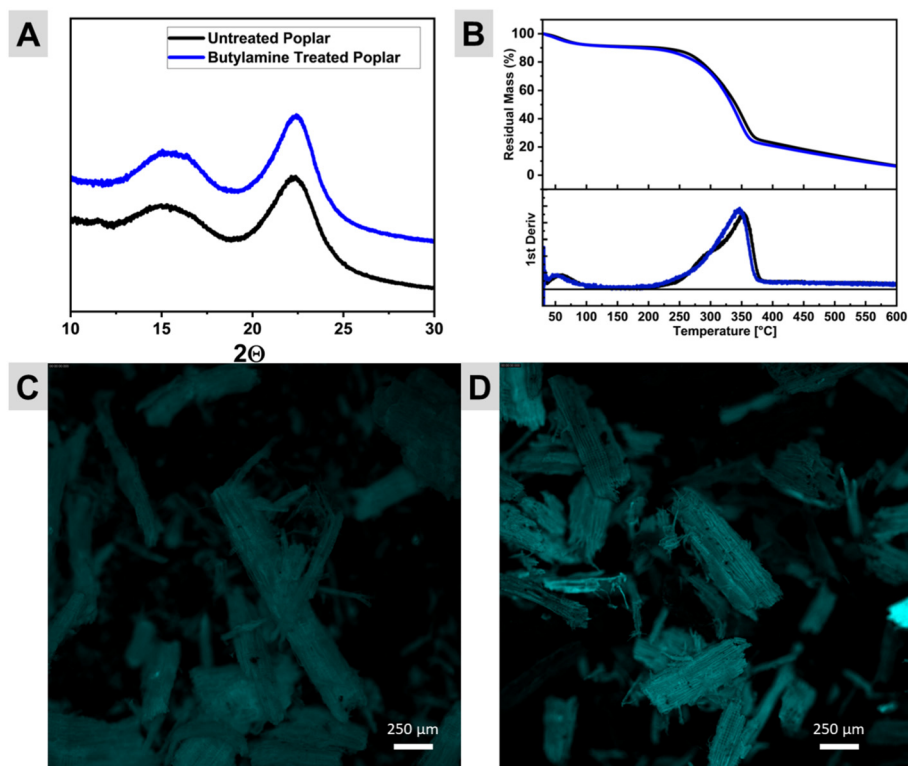 A
Untreated Poplar
Butylamine Treated Poplar
10 15 20 25 30
2Θ
B
Residual Mass (%)
100
80
60
40
20
0
1st Deriv
50 100 150 200 250 300 350 400 450 500 550 600
Temperature [°C]
C
250 µm
D
250 µm